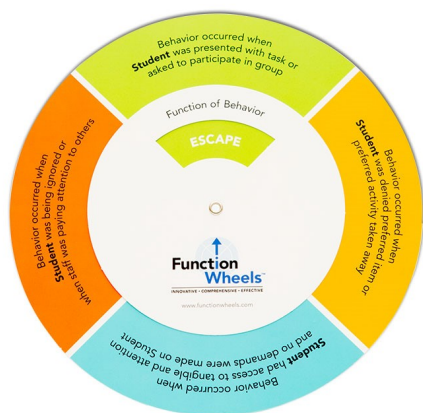 Behavior occurred when
Student was presented with task or
asked to participate in group
Function of Behavior
ESCAPE
Behavior occurred when
Student was denied preferred item or
preferred activity taken away
Behavior occurred when
Student had access to tangible and attention
and no demands were made on Student
Behavior occurred when
Student was being ignored or
when staff was paying attention to others
Function
Wheels™
INNOVATIVE • COMPREHENSIVE • EFFECTIVE
www.functionwheels.com